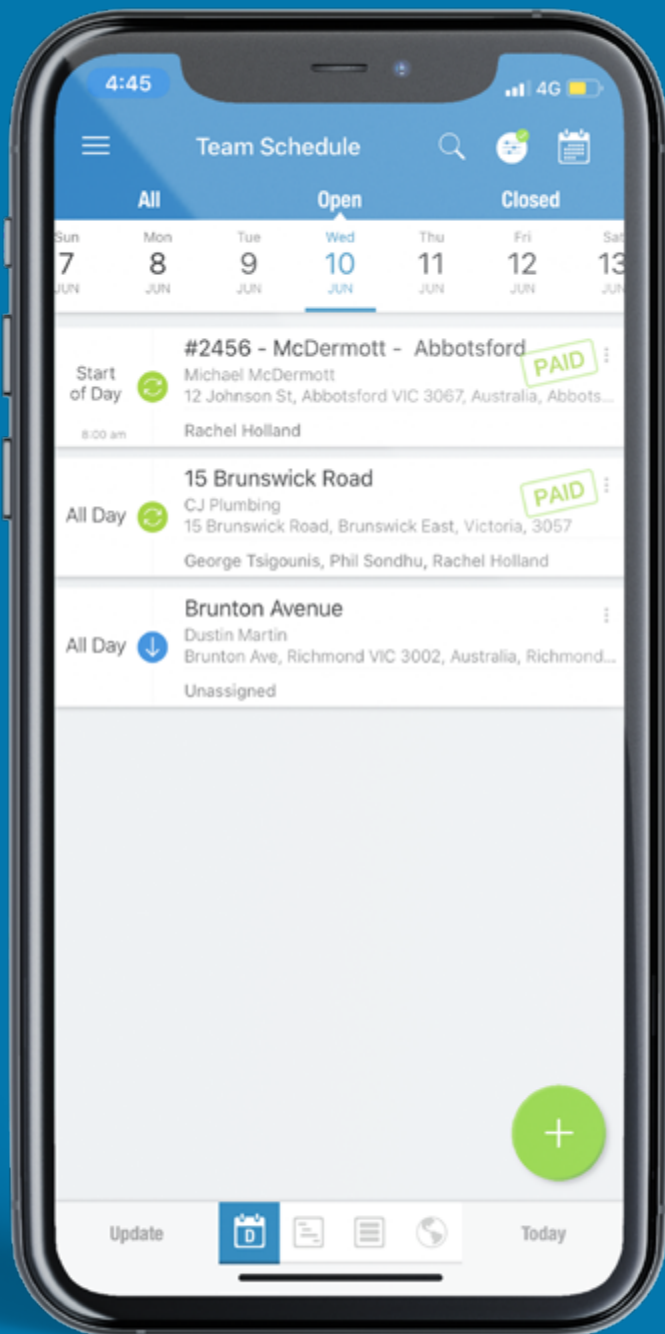 4:45
4G
Team Schedule
All Open Closed
Sun Mon Tue Wed Thu Fri Sat
7 8 9 10 11 12 13
JUN JUN JUN JUN JUN JUN JUN
#2456 - McDermott - Abbotsford
PAID
Start
of Day
Michael McDermott
12 Johnson St, Abbotsford VIC 3067, Australia, Abbots...
8:00 am
Rachel Holland
15 Brunswick Road
PAID
All Day
CJ Plumbing
15 Brunswick Road, Brunswick East, Victoria, 3057
George Tsigounis, Phil Sondhu, Rachel Holland
Brunton Avenue
All Day
Dustin Martin
Brunton Ave, Richmond VIC 3002, Australia, Richmond...
Unassigned
+
Update D Today